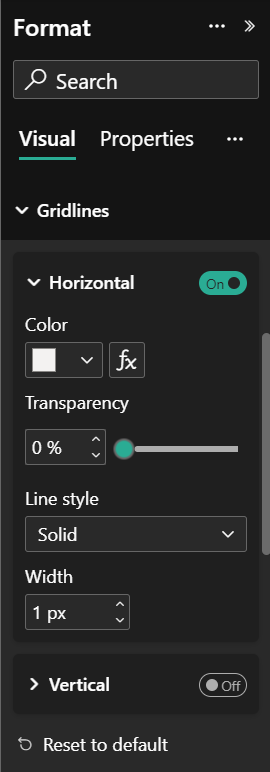 Format
Search
Visual Properties
Gridlines
Horizontal On
Color
fx
Transparency
0 %
Line style
Solid
Width
1 px
Vertical Off
Reset to default